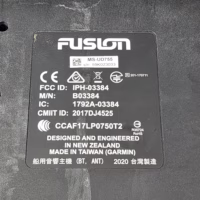 FUSION
MS-UD755
FCC ID: IPH-03384
M/N: B03384
IC: 1792A-03384
CMIIT ID: 2017DJ4525
CCAF17LP0750T2
DESIGNED AND ENGINEERED
IN NEW ZEALAND
MADE IN TAIWAN (GARMIN)
船用音響主機 (BT, ANT) 2020 台灣製造